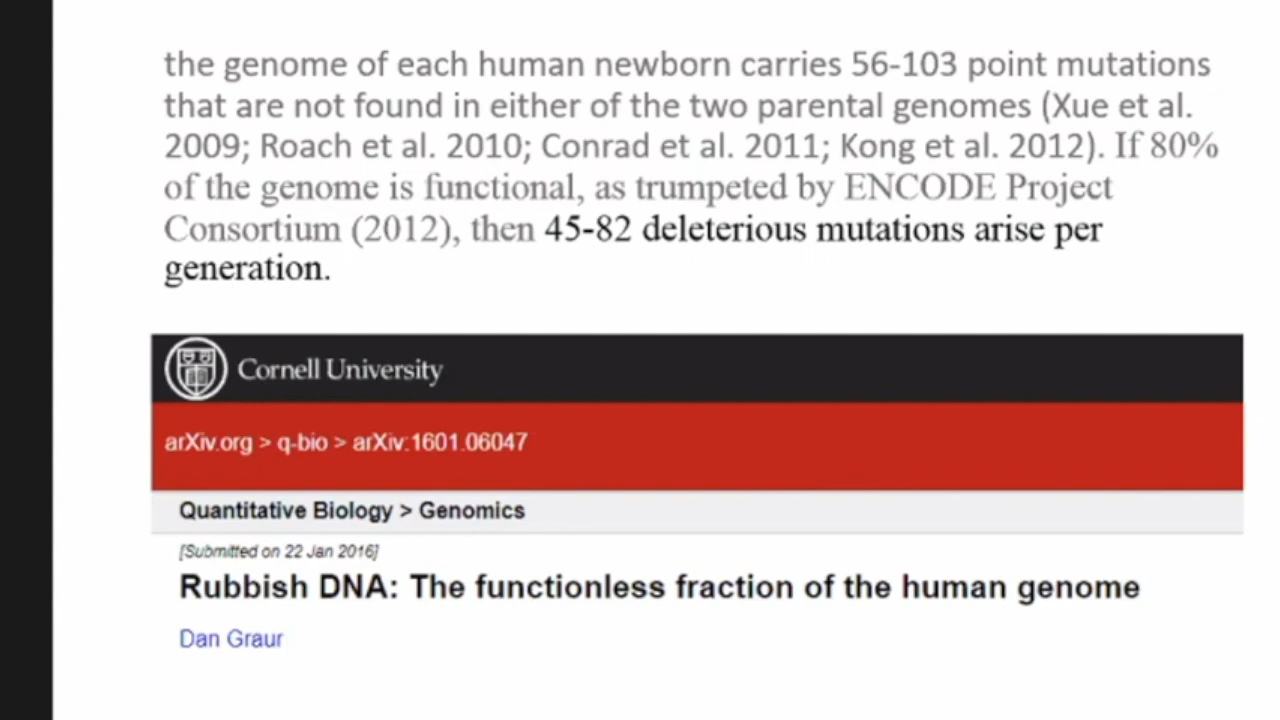 the genome of each human newborn carries 56-103 point mutations
that are not found in either of the two parental genomes (Xue et al.
2009; Roach et al. 2010; Conrad et al. 2011; Kong et al. 2012). If 80%
of the genome is functional, as trumpeted by ENCODE Project
Consortium (2012), then 45-82 deleterious mutations arise per
generation.
Cornell University
arXiv.org > q-bio > arXiv:1601.06047
Quantitative Biology > Genomics
[Submitted on 22 Jan 2016]
Rubbish DNA: The functionless fraction of the human genome
Dan Graur